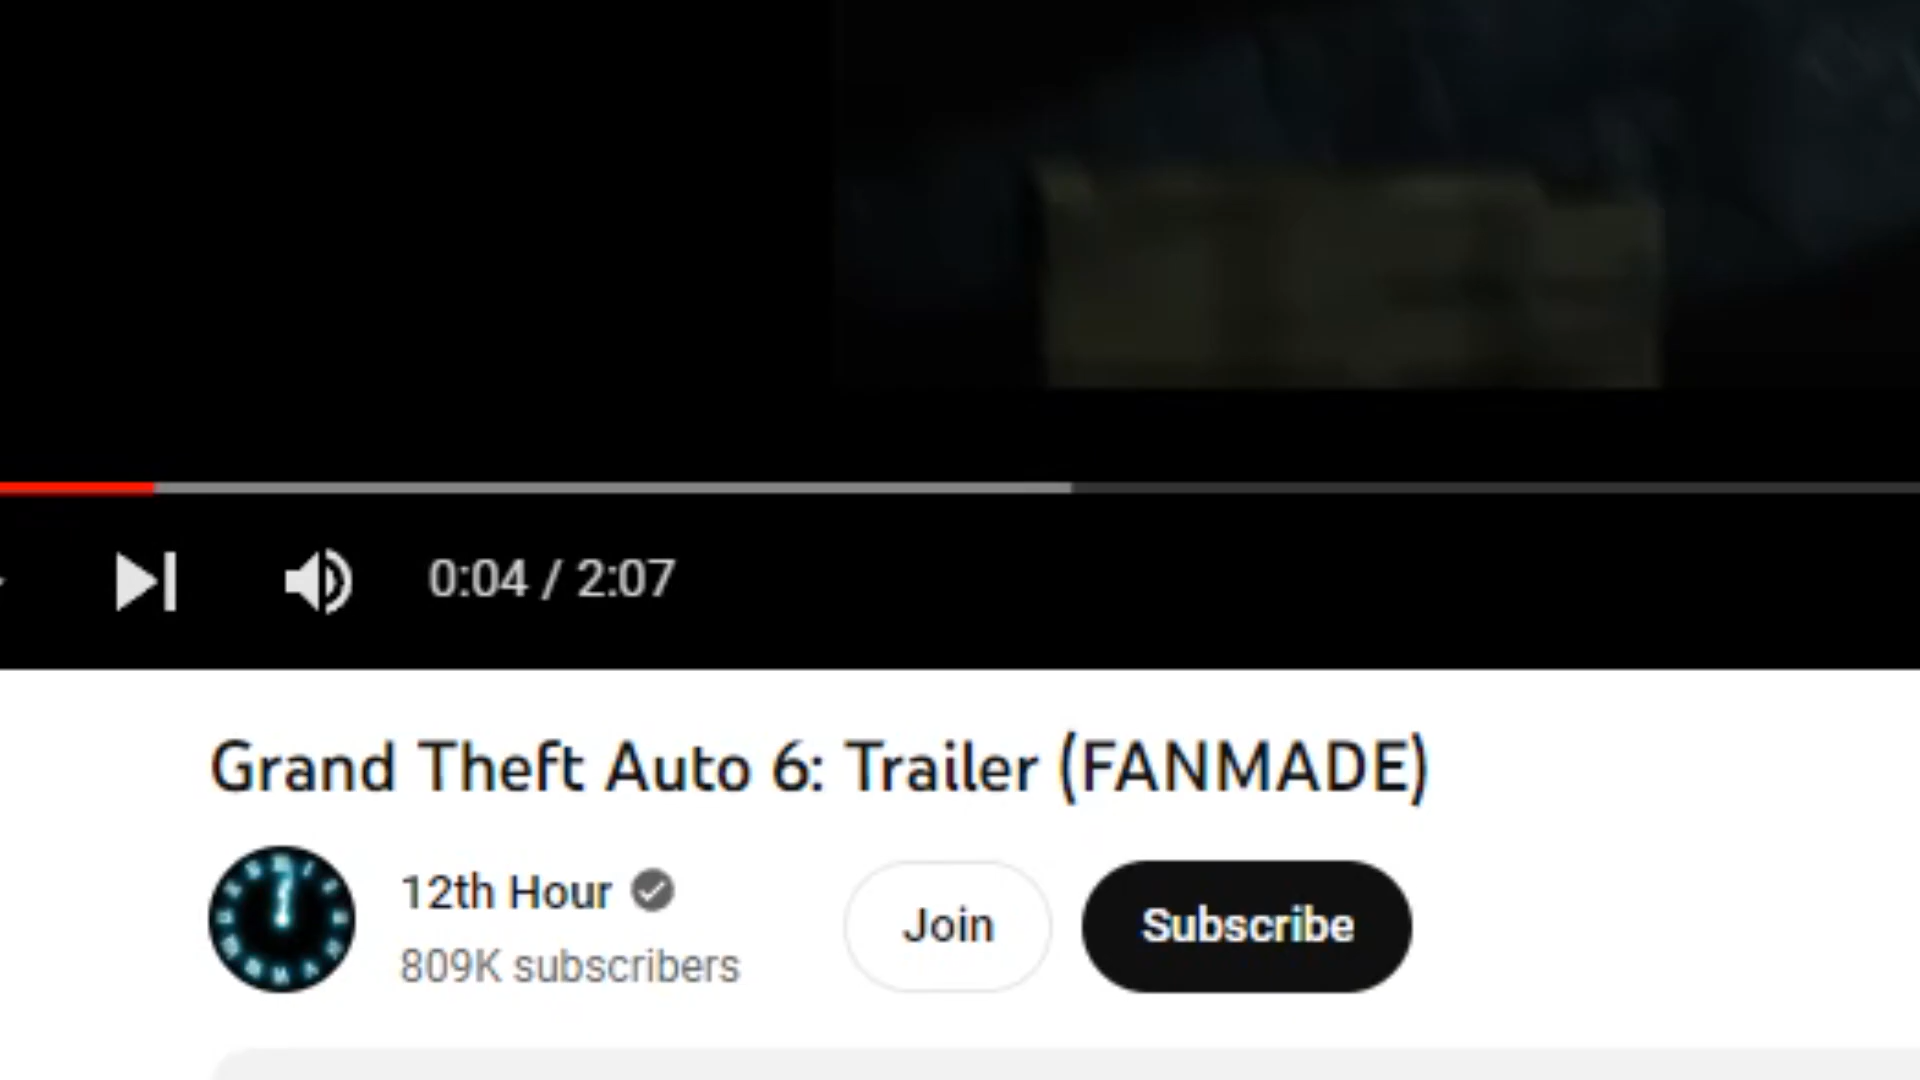 0:04 / 2:07
Grand Theft Auto 6: Trailer (FANMADE)
12th Hour
809K subscribers
Join
Subscribe